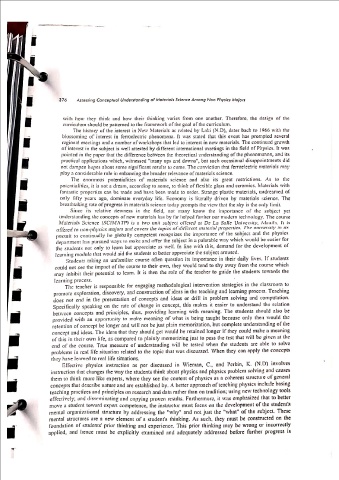 276 Assessing Conceptual Understanding of Materials Science Among Non Physics Majors
with how they think and how their thinking varies from one another. Therefore, the design of the
curriculum should be patterned to the framework of the goal of the curriculum.
The history of the interest in New Materials as related by (N.D), dates back to 1966 with the
blossoming of interest in ferroelectric phenomena. It was stated that this event has prompted several
regional meetings and a number of workshops that led to interest in new materials. The continued growth
of interest in the subject is well attested by different international meetings in the field of Physics. It was
pointed in the paper that the difference between the theoretical understanding of the phenomenon, and its
practical applications which, witnessed "many ups and downs", but such occasional disappointments did
not dampen hopes about some significant results to come. The conviction that ferroelectric materials may
play a considerable role in enhancing the broader relevance of materials science.
The enormous potentialities of materials science and also its great restrictions. As to the
potentialities, it is not a dream, according to some, to think of flexible glass and ceramics. Materials with
fantastic properties can be made and have been made to order. Strange plastic materials, undreamed of
only fifty years ago, dominate everyday life. Economy is literally driven by materials science. The
breathtaking rate of progress in materials science today prompts the view that the sky is the only limit.
Since its relative deepness in the field, not many know the importance of the subject yet
understanding the concepts of new materials has by far helped further our modern technology. The course
Materials Science (SCIMATP) is a two unit subject offered at De La Salle University, Manila. It is
offered to non-physics majors and covers the topics of different material properties. The university in its
pursuit to continually be globally competent recognizes the importance of the subject and the physics
department has pursued ways to make and offer the subject in a palatable way which would be easier for
the students not only to learn but appreciate as well. In line with this, demand for the development of
learning module that would aid the students to better appreciate the subject arrived.
Students taking an unfamiliar course often question its importance in their daily lives. If students
could not see the impact of the course to their own, they would tend to shy away from the course which
may inhibit their potential to learn. It is then the role of the teacher to guide the students towards the
learning process.
The teacher is responsible for engaging methodological intervention strategies in the classroom to
promote exploration, discovery, and construction of ideas in the teaching and learning process. Teaching
does not end in the presentation of concepts and ideas or drill in problem solving and computation.
Specifically speaking on the rate of change in concept, this makes it easier to understand the relation
between concepts and principles, thus, providing learning with meaning. The students should also be
provided with an opportunity to make meaning of what is being taught because only then would the
retention of concept be longer and will not be just plain memorization, but complete understanding of the
concept and ideas. The ideas that they should get would be retained longer if they could make a meaning
of this in their own life, as compared to plainly memorizing just to pass the test that will be given at the
end of the course. True measure of understanding will be tested when the students are able to solve
problems in real life situation related to the topic that was discussed. When they can apply the concepts
they have learned to real life situations.
Effective physics instruction as per discussed in Wieman, C., and Perkin, K. (N.D) involves
instruction that changes the way the students think about physics and physics problem solving and causes
them to think more like experts, where they see the content of physics as a coherent structure of general
concepts that describe nature and are established by. A better approach of teaching physics include basing
teaching practices and principles on research and data rather than on tradition, using new technology tools
effectively, and disseminating and copying proven results. Furthermore, it was emphasized that to better
move a student toward expert competence, the instructor must focus on the development of the student's
mental organizational structure by addressing the "why" and not just the "what" of the subject. These
mental structures are a new element of a student's thinking. As such, they must be constructed on the
foundation of students' prior thinking and experience. This prior thinking may be wrong or incorrectly
applied, and hence must be explicitly examined and adequately addressed before further progress is